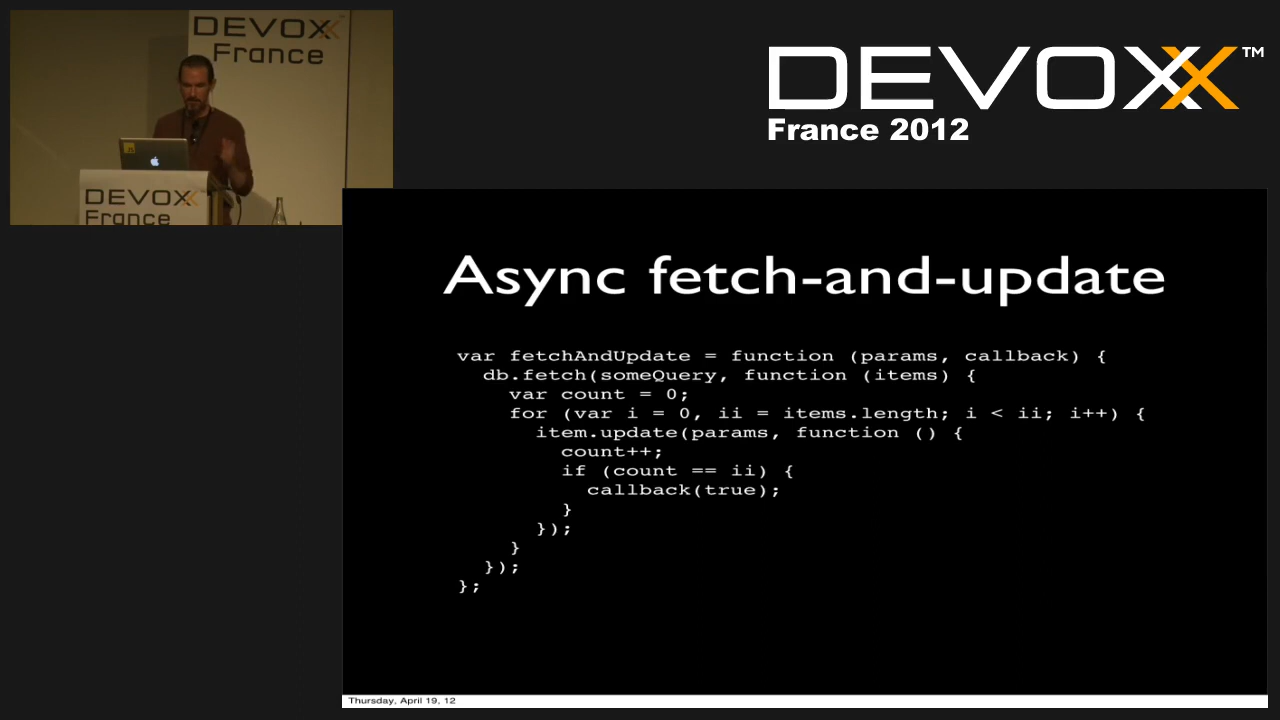 DEVOXX™
France
JS
DEVOXX
France
DEVOXX™
France 2012
Async fetch-and-update
var fetchAndUpdate = function (params, callback) {
db.fetch(someQuery, function (items) {
var count = 0;
for (var i = 0, ii = items.length; i < ii; i++) {
item.update(params, function () {
count++;
if (count == ii) {
callback(true);
}
});
}
});
};
Thursday, April 19, 12